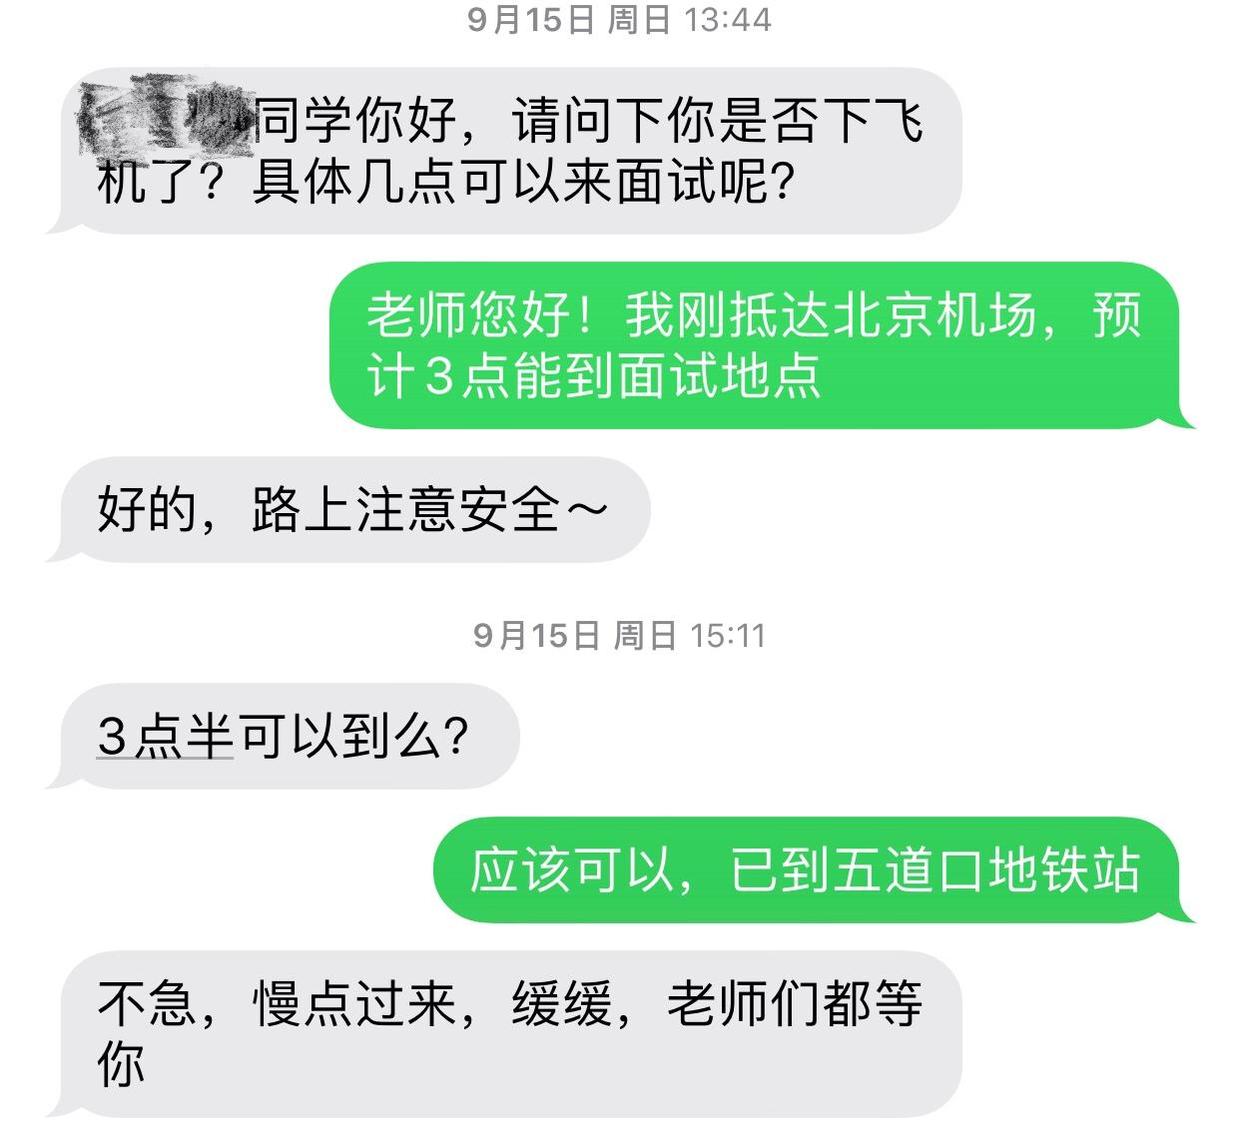 9月15日 周日 13:44
同学你好，请问下你是否下飞
机了？具体几点可以来面试呢？
老师您好！我刚抵达北京机场，预
计3点能到面试地点
好的，路上注意安全～
9月15日 周日 15:11
3点半可以到么？
应该可以，已到五道口地铁站
不急，慢点过来，缓缓，老师们都等
你